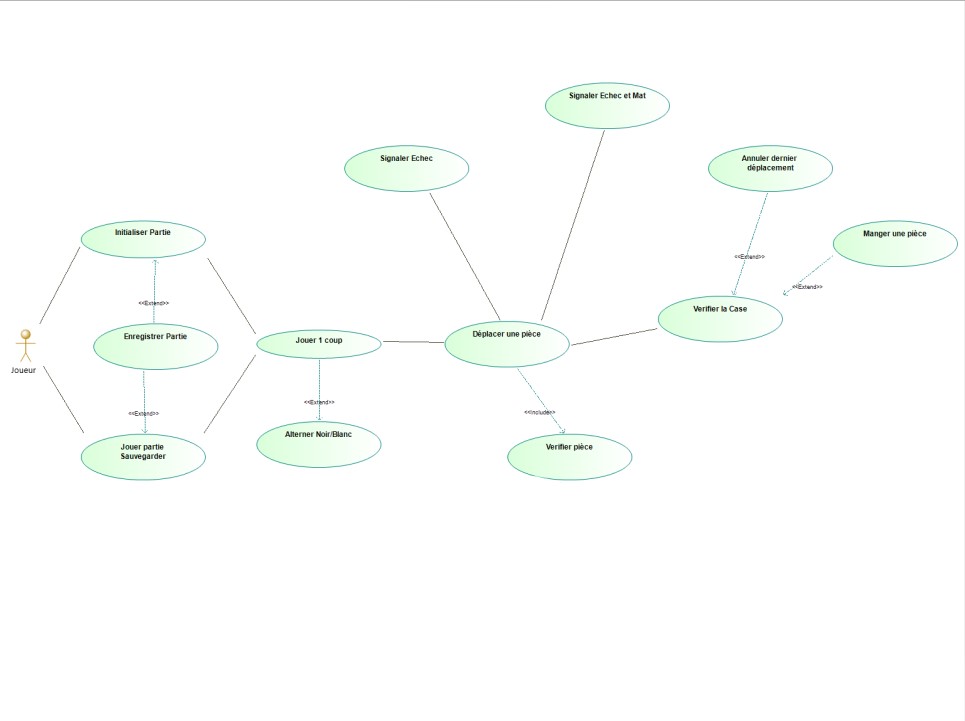 Signaler Echec et Mat
Signaler Echec
Annuler dernier
déplacement
Initialiser Partie
Manger une pièce
<<Extend>>
<<Extend>>
<<Extend>>
Verifier la Case
Enregistrer Partie
Jouer 1 coup
Déplacer une pièce
Joueur
<<Extend>>
<<Extend>>
<<Include>>
Alterner Noir/Blanc
Jouer partie
Sauvegarder
Verifier pièce